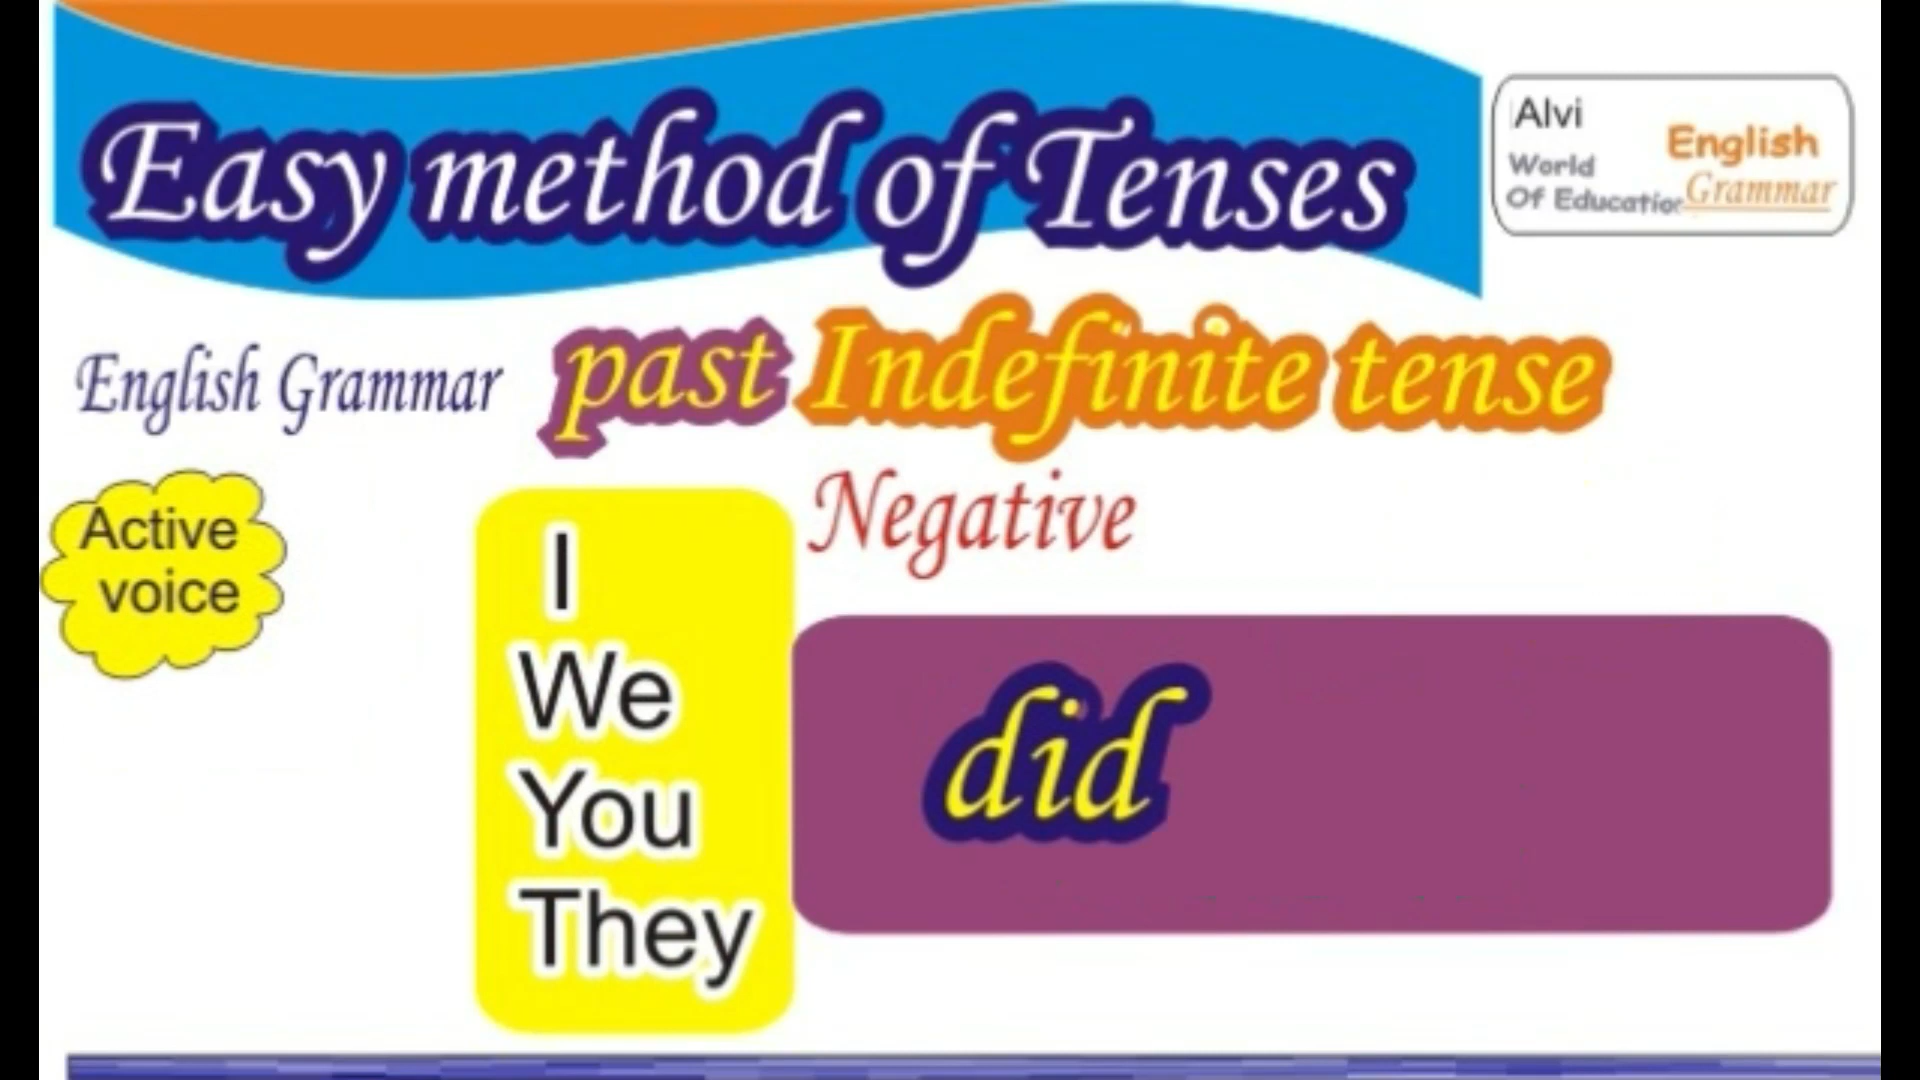 Easy method of Tenses
Alvi
World
Of Education
English
Grammar
English Grammar
past Indefinite tense
Negative
Active
voice
I
We
You
They
did